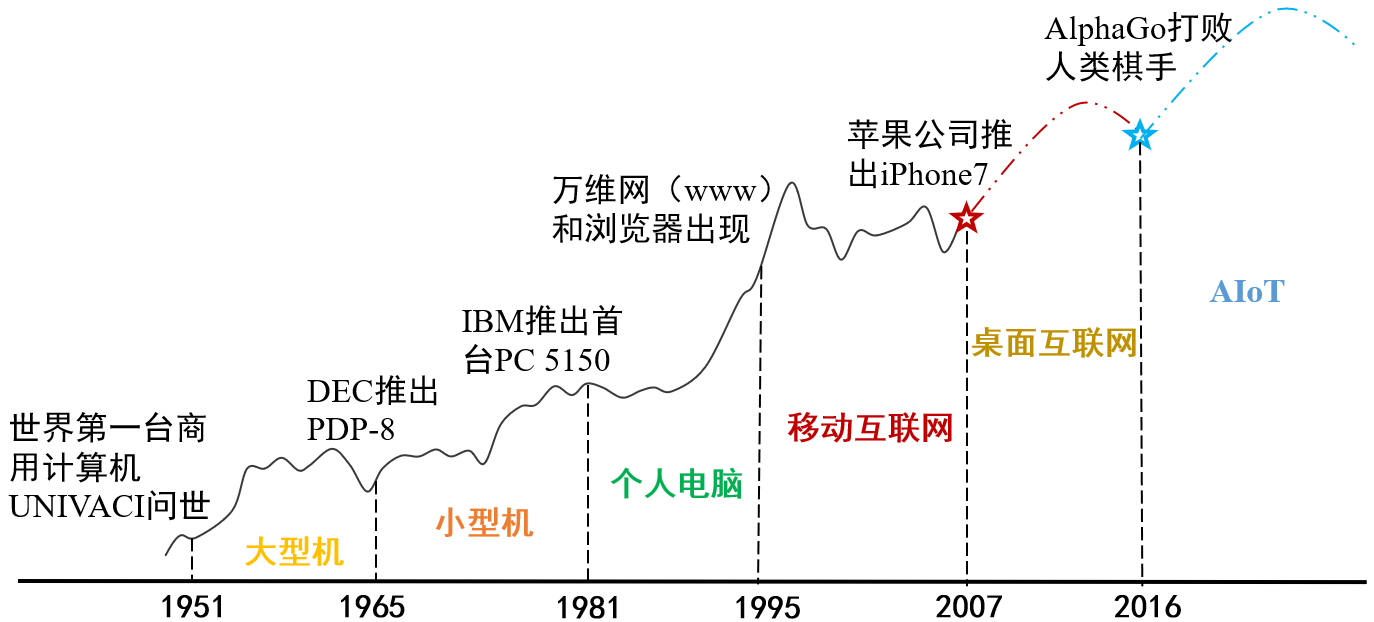 AlphaGo打败
人类棋手
苹果公司推
出iPhone7
万维网（www）
和浏览器出现
AIoT
IBM推出首
台PC 5150
桌面互联网
DEC推出
PDP-8
移动互联网
世界第一台商
用计算机
UNIVACI问世
个人电脑
小型机
大型机
1951
1965
1981
1995
2007
2016